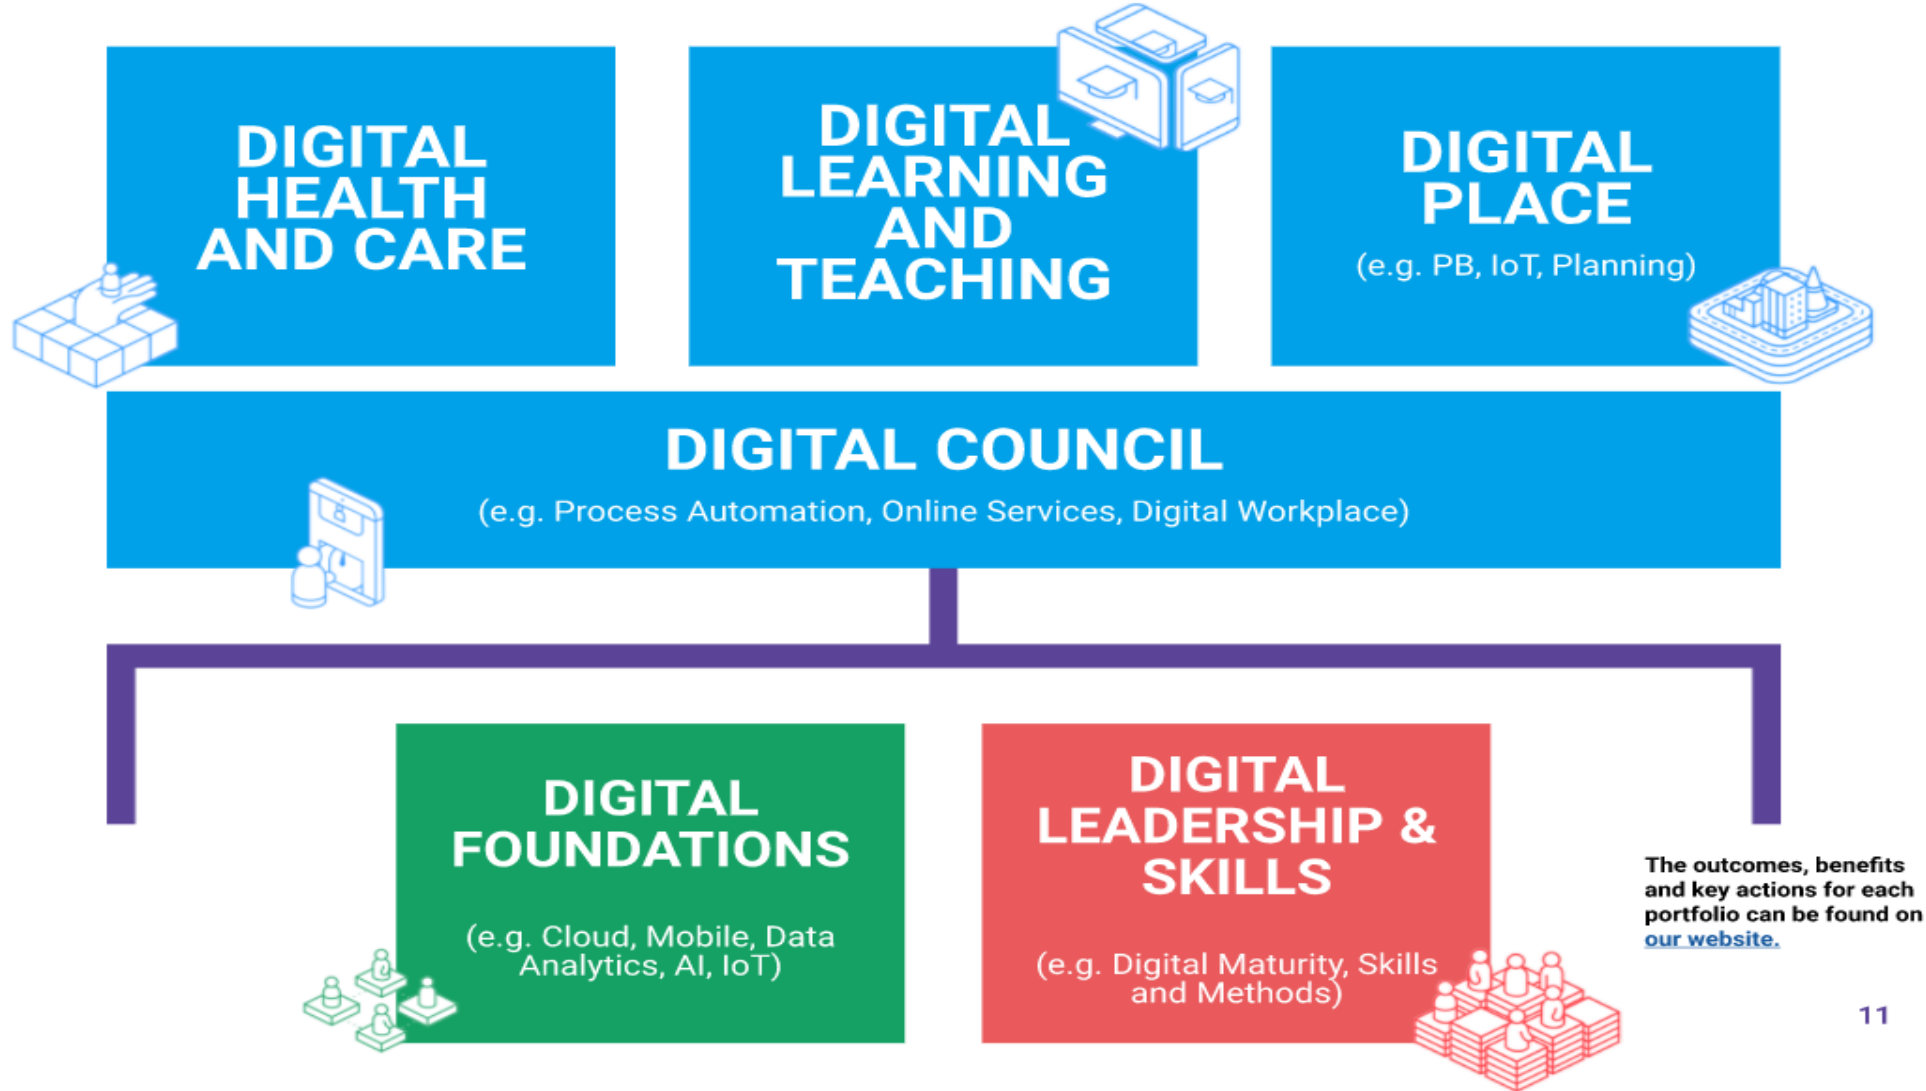 DIGITAL
HEALTH
AND CARE
DIGITAL
LEARNING
AND
TEACHING
DIGITAL
PLACE
(e.g. PB, IoT, Planning)
DIGITAL COUNCIL
(e.g. Process Automation, Online Services, Digital Workplace)
DIGITAL
FOUNDATIONS
(e.g. Cloud, Mobile, Data
Analytics, AI, IoT)
DIGITAL
LEADERSHIP &
SKILLS
(e.g. Digital Maturity, Skills
and Methods)
The outcomes, benefits
and key actions for each
portfolio can be found on
our website.
11